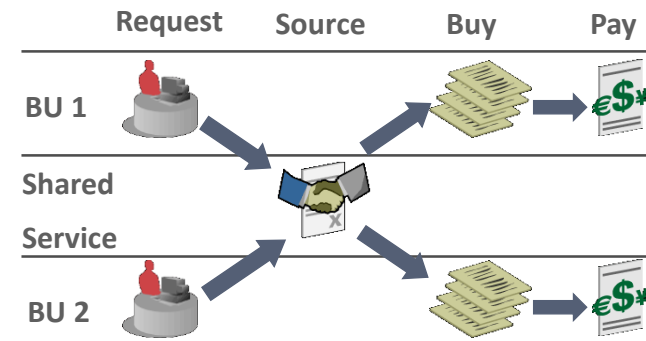 Request Source Buy Pay
BU 1
€$¥
Shared
Service
X
BU 2
€$¥